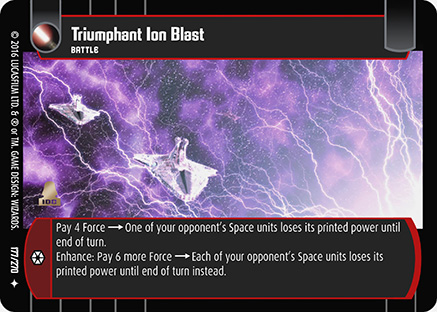 Triumphant Ion Blast
BATTLE
© 2016 LUCASFILM LTD. & ® or TM. GAME DESIGN: WIZARDS.
177/270
Pay 4 Force → One of your opponent's Space units loses its printed power until
end of turn.
Enhance: Pay 6 more Force → Each of your opponent's Space units loses its
printed power until end of turn instead.